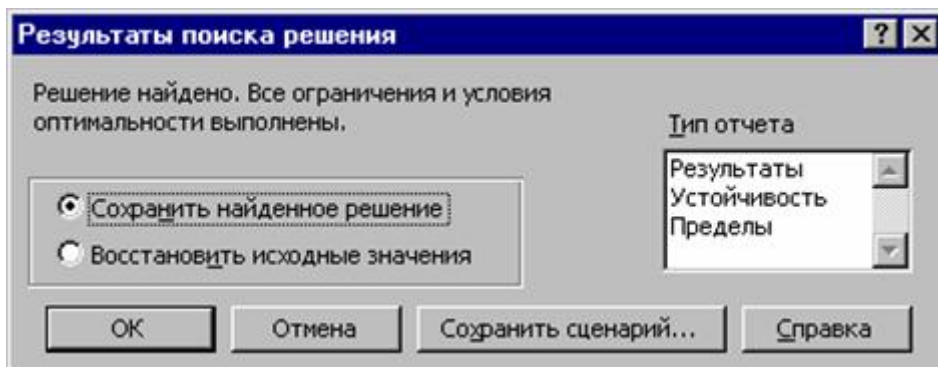 Результаты поиска решения
Решение найдено. Все ограничения и условия
оптимальности выполнены.
Тип отчета
Результаты
Устойчивость
Пределы
Сохранить найденное решение
Восстановить исходные значения
ОК
Отмена
Сохранить сценарий...
Справка